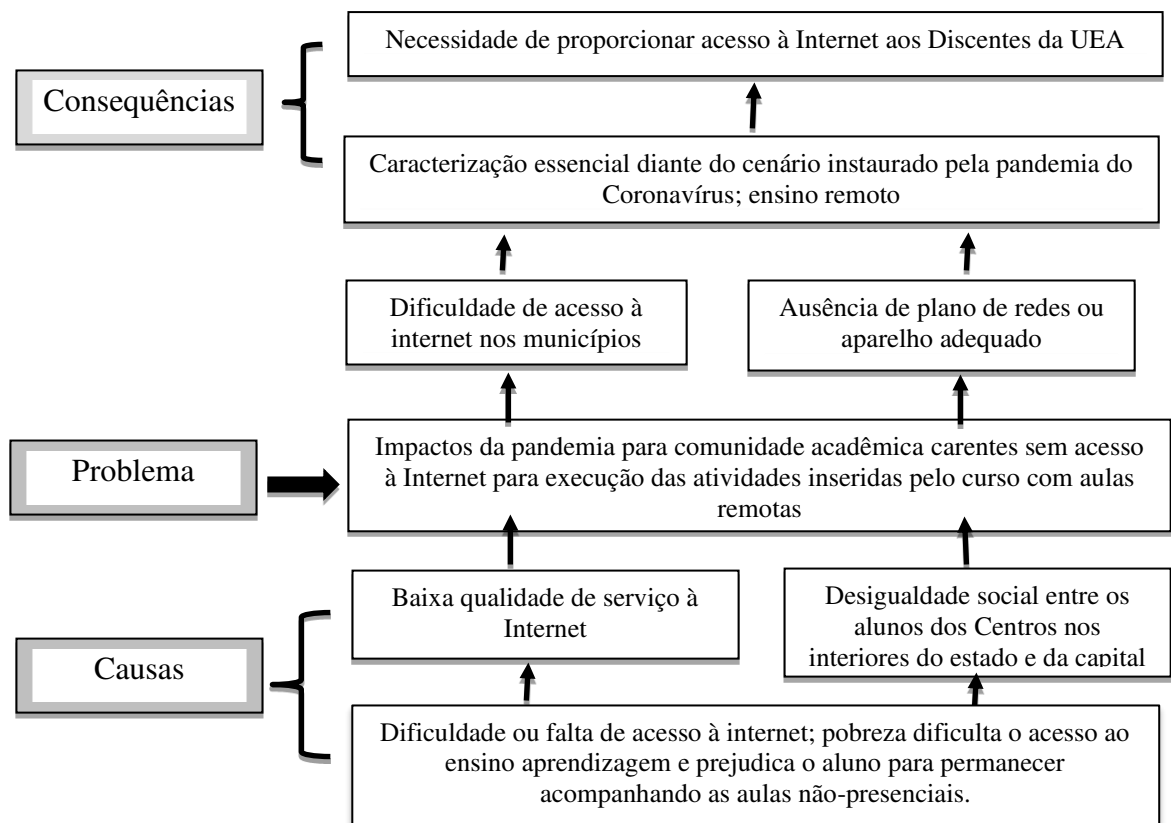 Necessidade de proporcionar acesso à Internet aos Discentes da UEA
Consequências
Caracterização essencial diante do cenário instaurado pela pandemia do
Coronavírus; ensino remoto
Dificuldade de acesso à
internet nos municípios
Ausência de plano de redes ou
aparelho adequado
Problema
Impactos da pandemia para comunidade acadêmica carentes sem acesso
à Internet para execução das atividades inseridas pelo curso com aulas
remotas
Baixa qualidade de serviço à
Internet
Desigualdade social entre os
alunos dos Centros nos
interiores do estado e da capital
Causas
Dificuldade ou falta de acesso à internet; pobreza dificulta o acesso ao
ensino aprendizagem e prejudica o aluno para permanecer
acompanhando as aulas não-presenciais.